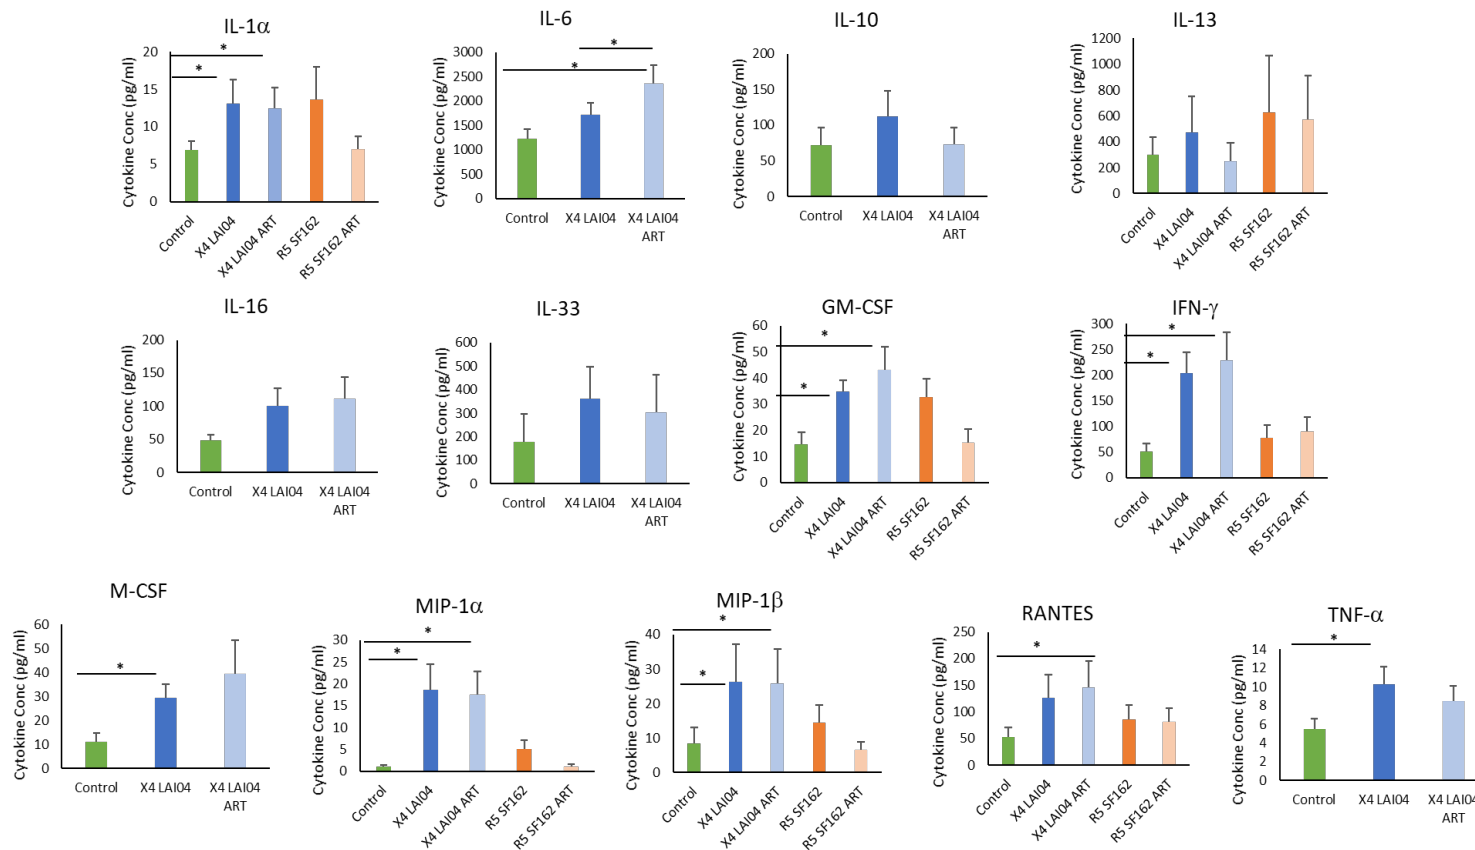 IL-1α
Cytokine Conc (pg/ml)
20
15
10
5
0
*
*
Control
X4 LAI04
X4 LAI04 ART
R5 SF162
R5 SF162 ART
IL-6
Cytokine Conc (pg/ml)
3000
2500
2000
1500
1000
500
0
*
*
Control
X4 LAI04
X4 LAI04
ART
IL-10
Cytokine Conc (pg/ml)
200
150
100
50
0
Control
X4 LAI04
X4 LAI04
ART
IL-13
Cytokine Conc (pg/ml)
1200
1000
800
600
400
200
0
Control
X4 LAI04
X4 LAI04 ART
R5 SF162
R5 SF162 ART
IL-16
Cytokine Conc (pg/ml)
200
150
100
50
0
Control
X4 LAI04
X4 LAI04
ART
IL-33
Cytokine Conc (pg/ml)
600
500
400
300
200
100
0
Control
X4 LAI04
X4 LAI04
ART
GM-CSF
Cytokine Conc (pg/ml)
60
50
40
30
20
10
0
*
*
Control
X4 LAI04
X4 LAI04 ART
R5 SF162
R5 SF162 ART
IFN-γ
Cytokine Conc (pg/ml)
300
250
200
150
100
50
0
*
*
Control
X4 LAI04
X4 LAI04 ART
R5 SF162
R5 SF162 ART
M-CSF
Cytokine Conc (pg/ml)
60
50
40
30
20
10
0
*
Control
X4 LAI04
X4 LAI04
ART
MIP-1α
Cytokine Conc (pg/ml)
30
25
20
15
10
5
0
*
*
Control
X4 LAI04
X4 LAI04 ART
R5 SF162
R5 SF162 ART
MIP-1β
Cytokine Conc (pg/ml)
40
30
20
10
0
*
*
Control
X4 LAI04
X4 LAI04 ART
R5 SF162
R5 SF162 ART
RANTES
Cytokine Conc (pg/ml)
250
200
150
100
50
0
*
Control
X4 LAI04
X4 LAI04 ART
R5 SF162
R5 SF162 ART
TNF-α
Cytokine Conc (pg/ml)
14
12
10
8
6
4
2
0
*
Control
X4 LAI04
X4 LAI04
ART